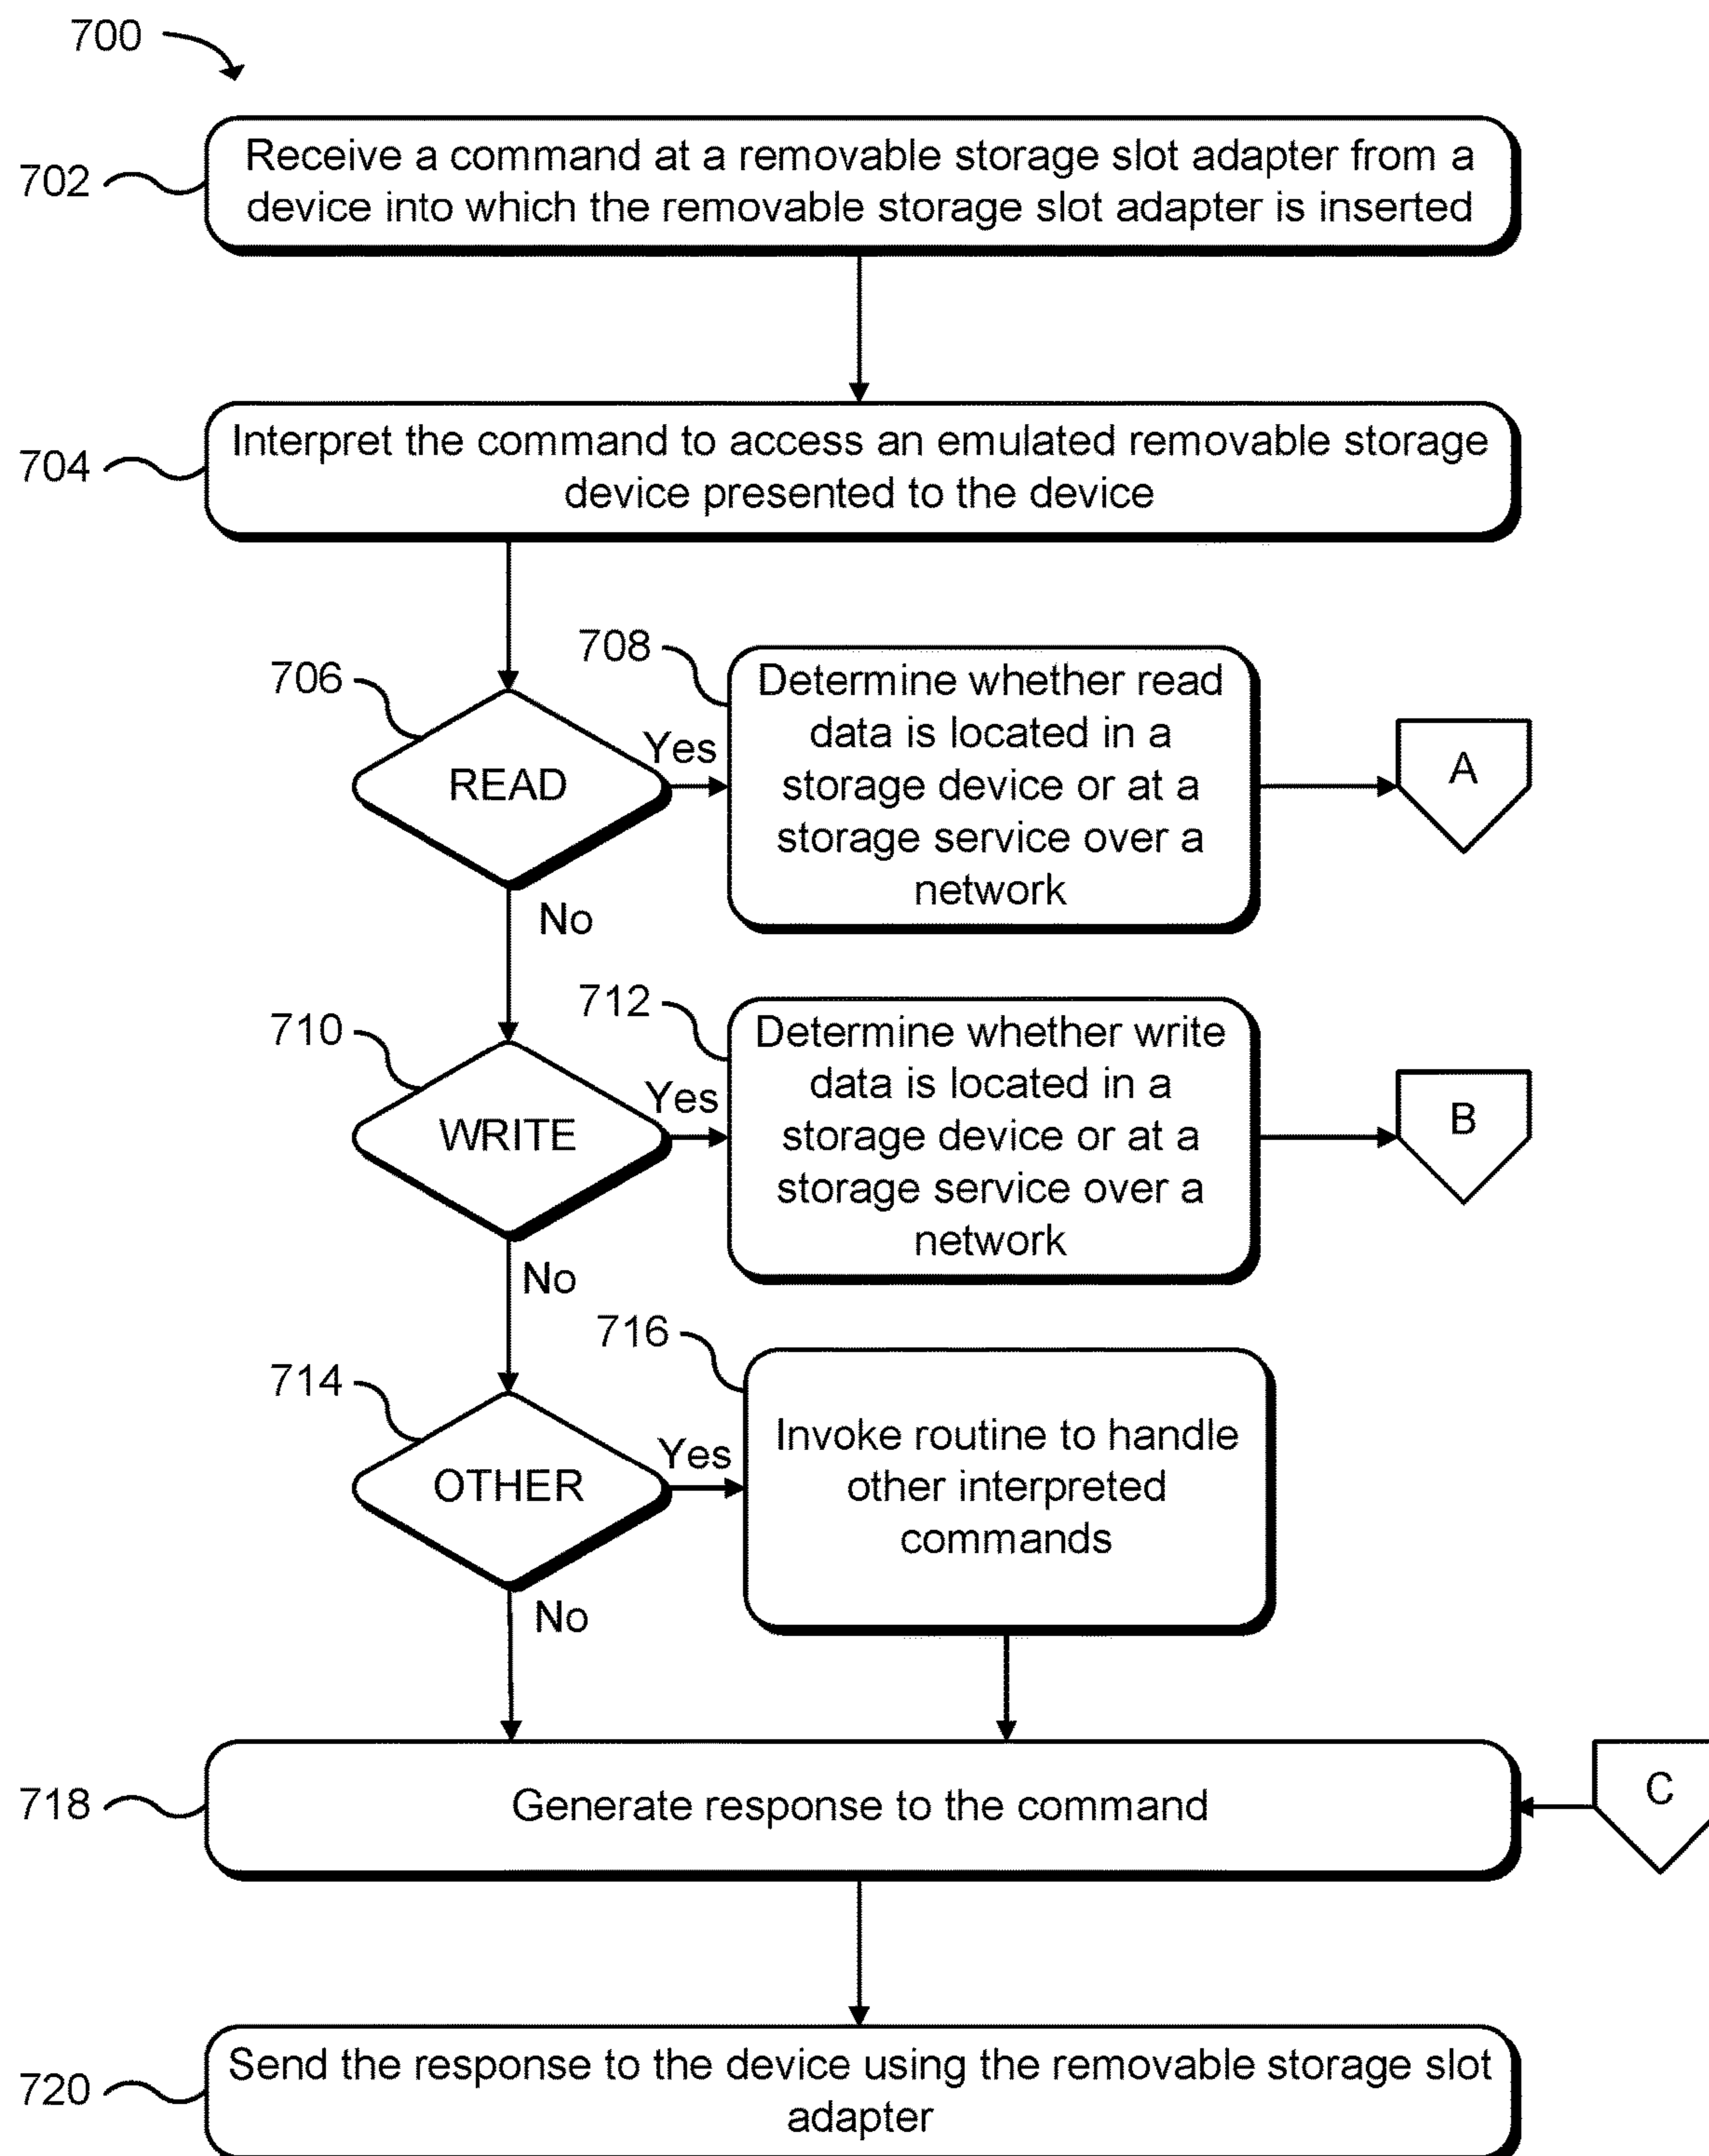 700
702
Receive a command at a removable storage slot adapter from a
device into which the removable storage slot adapter is inserted
704
Interpret the command to access an emulated removable storage
device presented to the device
706
READ
Yes
No
708
Determine whether read
data is located in a
storage device or at a
storage service over a
network
A
710
WRITE
Yes
No
712
Determine whether write
data is located in a
storage device or at a
storage service over a
network
B
714
OTHER
Yes
No
716
Invoke routine to handle
other interpreted
commands
718
Generate response to the command
C
720
Send the response to the device using the removable storage slot
adapter